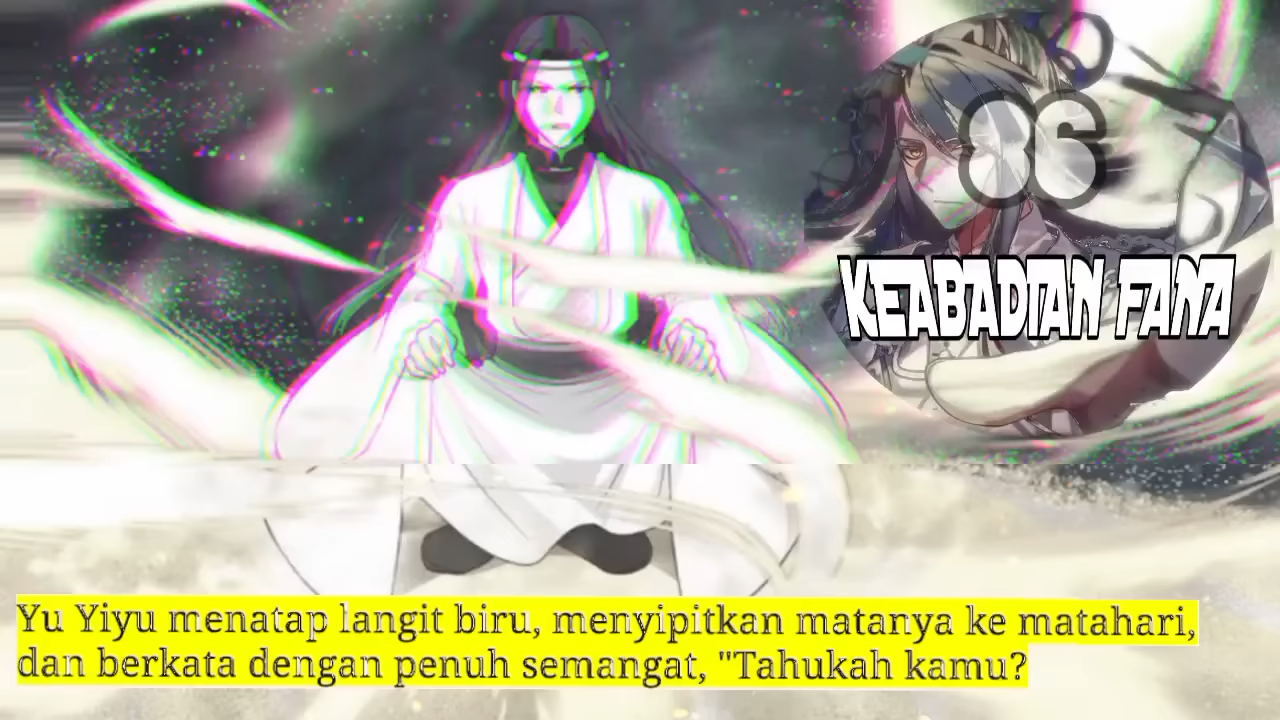 86
KEABADIAN FANA
Yu Yiyu menatap langit biru, menyipitkan matanya ke matahari,
dan berkata dengan penuh semangat, "Tahukah kamu?